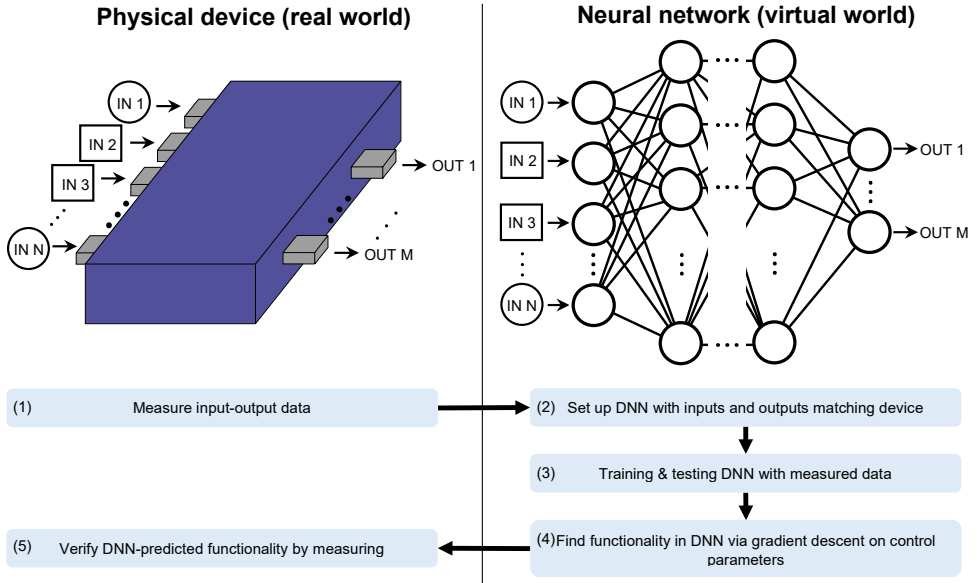 Physical device (real world)
Neural network (virtual world)
IN 1
IN 2
IN 3
IN N
OUT 1
OUT M
IN 1
IN 2
IN 3
IN N
OUT 1
OUT M
(1) Measure input-output data
(2) Set up DNN with inputs and outputs matching device
(3) Training & testing DNN with measured data
(4) Find functionality in DNN via gradient descent on control
parameters
(5) Verify DNN-predicted functionality by measuring